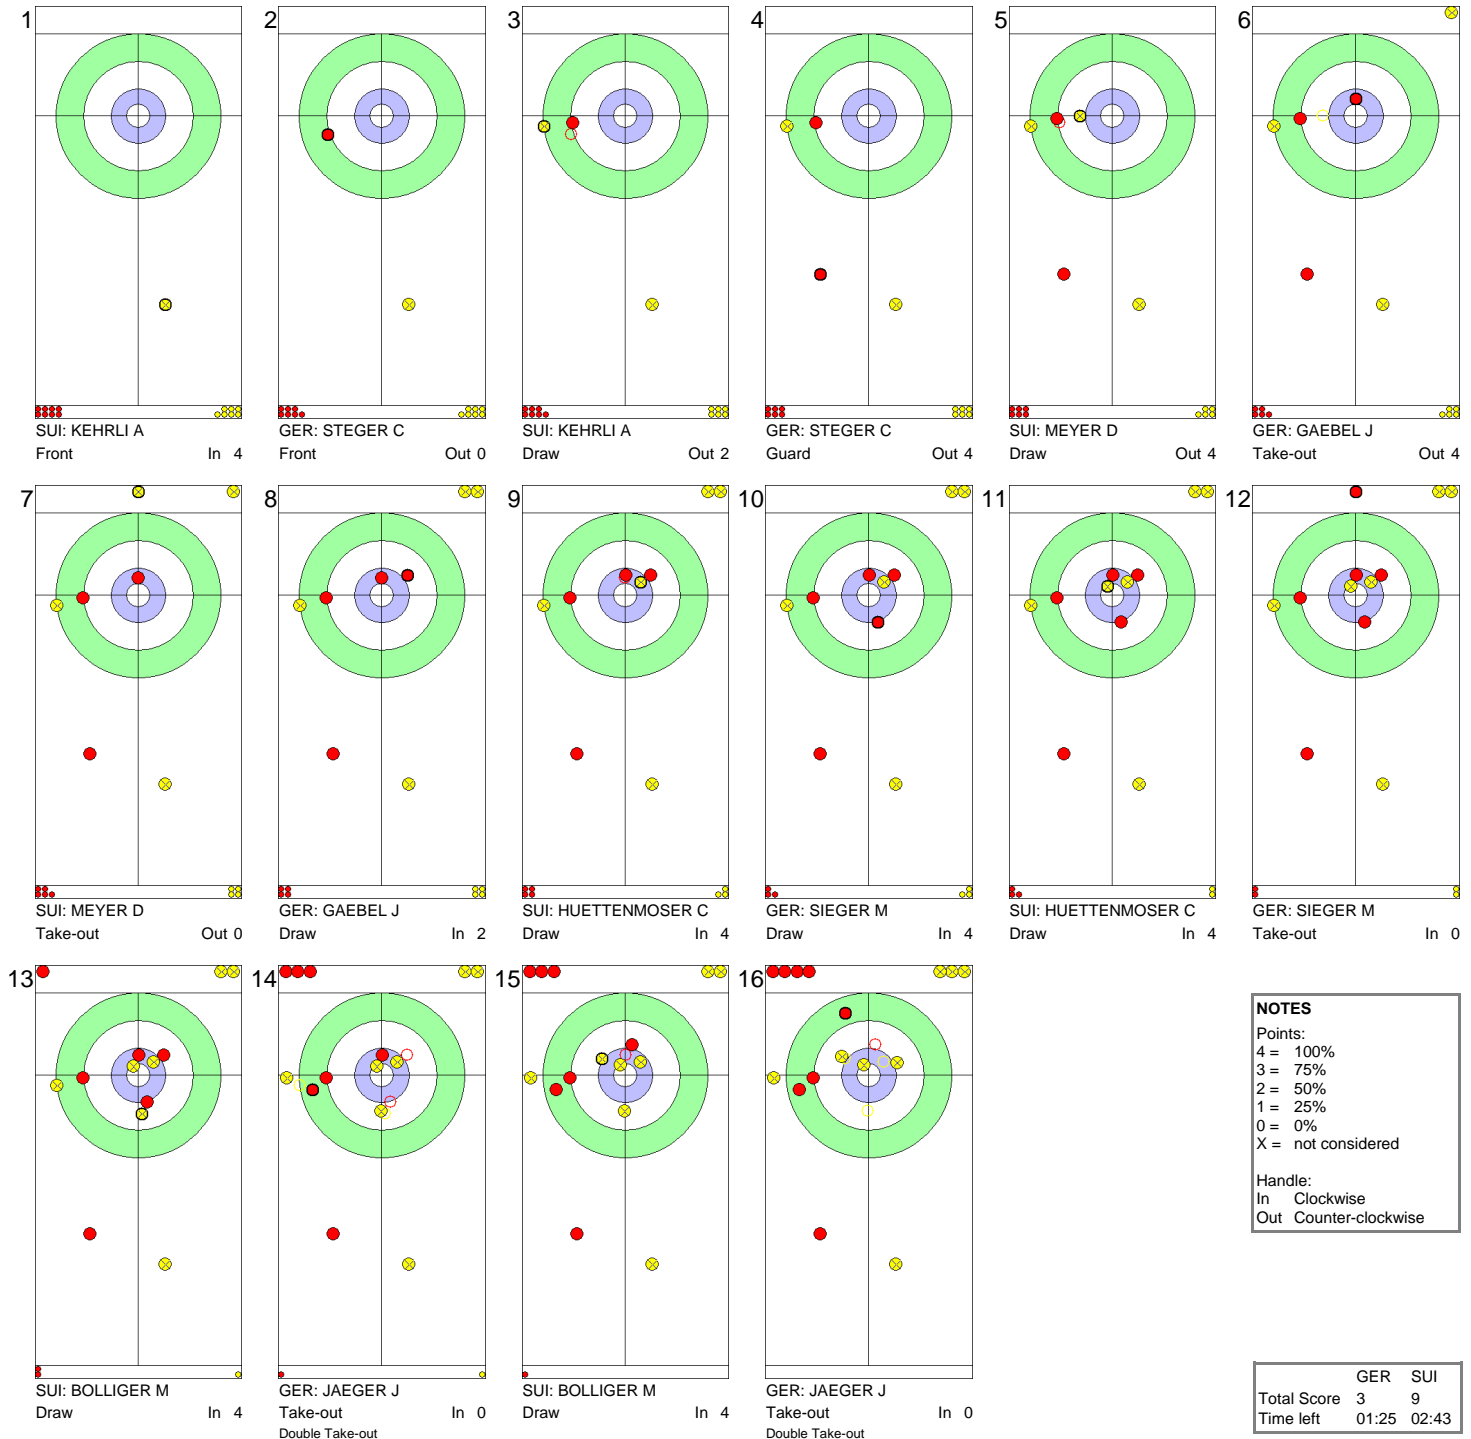 1
SUI: KEHRLI A
Front In 4
2
GER: STEGER C
Front Out 0
3
SUI: KEHRLI A
Draw Out 2
4
GER: STEGER C
Guard Out 4
5
SUI: MEYER D
Draw Out 4
6
GER: GAEBEL J
Take-out Out 4
7
SUI: MEYER D
Take-out Out 0
8
GER: GAEBEL J
Draw In 2
9
SUI: HUETTENMOSER C
Draw In 4
10
GER: SIEGER M
Draw In 4
11
SUI: HUETTENMOSER C
Draw In 4
12
GER: SIEGER M
Take-out In 0
13
SUI: BOLLIGER M
Draw In 4
14
GER: JAEGER J
Take-out In 0
Double Take-out
15
SUI: BOLLIGER M
Draw In 4
16
GER: JAEGER J
Take-out In 0
Double Take-out
NOTES
Points:
4 = 100%
3 = 75%
2 = 50%
1 = 25%
0 = 0%
X = not considered
Handle:
In Clockwise
Out Counter-clockwise
GER SUI
Total Score 3 9
Time left 01:25 02:43